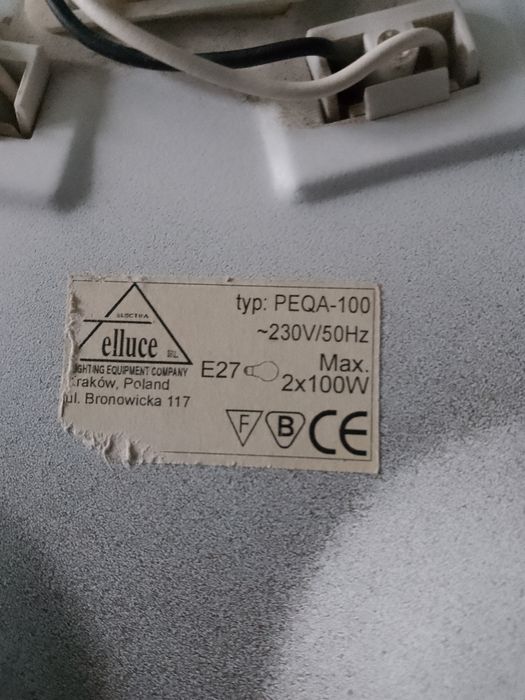 ELECTRA
elluce SRL.
LIGHTING EQUIPMENT COMPANY
Kraków, Poland
ul. Bronowicka 117
typ: PEQA-100
~230V/50Hz
E27
Max.
2x100W
F
B
CE